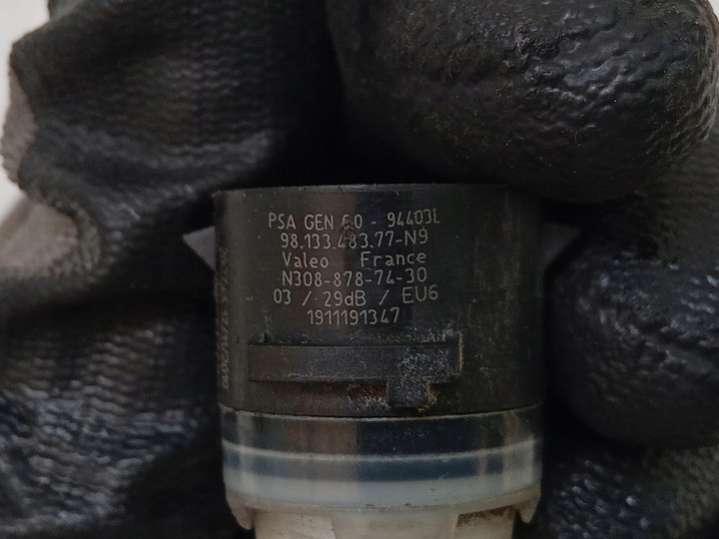 PSA GEN 6.0 - 94403L
98.133.483.77-N9
Valeo France
N308-878-74-30
03 / 29dB / EU6
1911191347